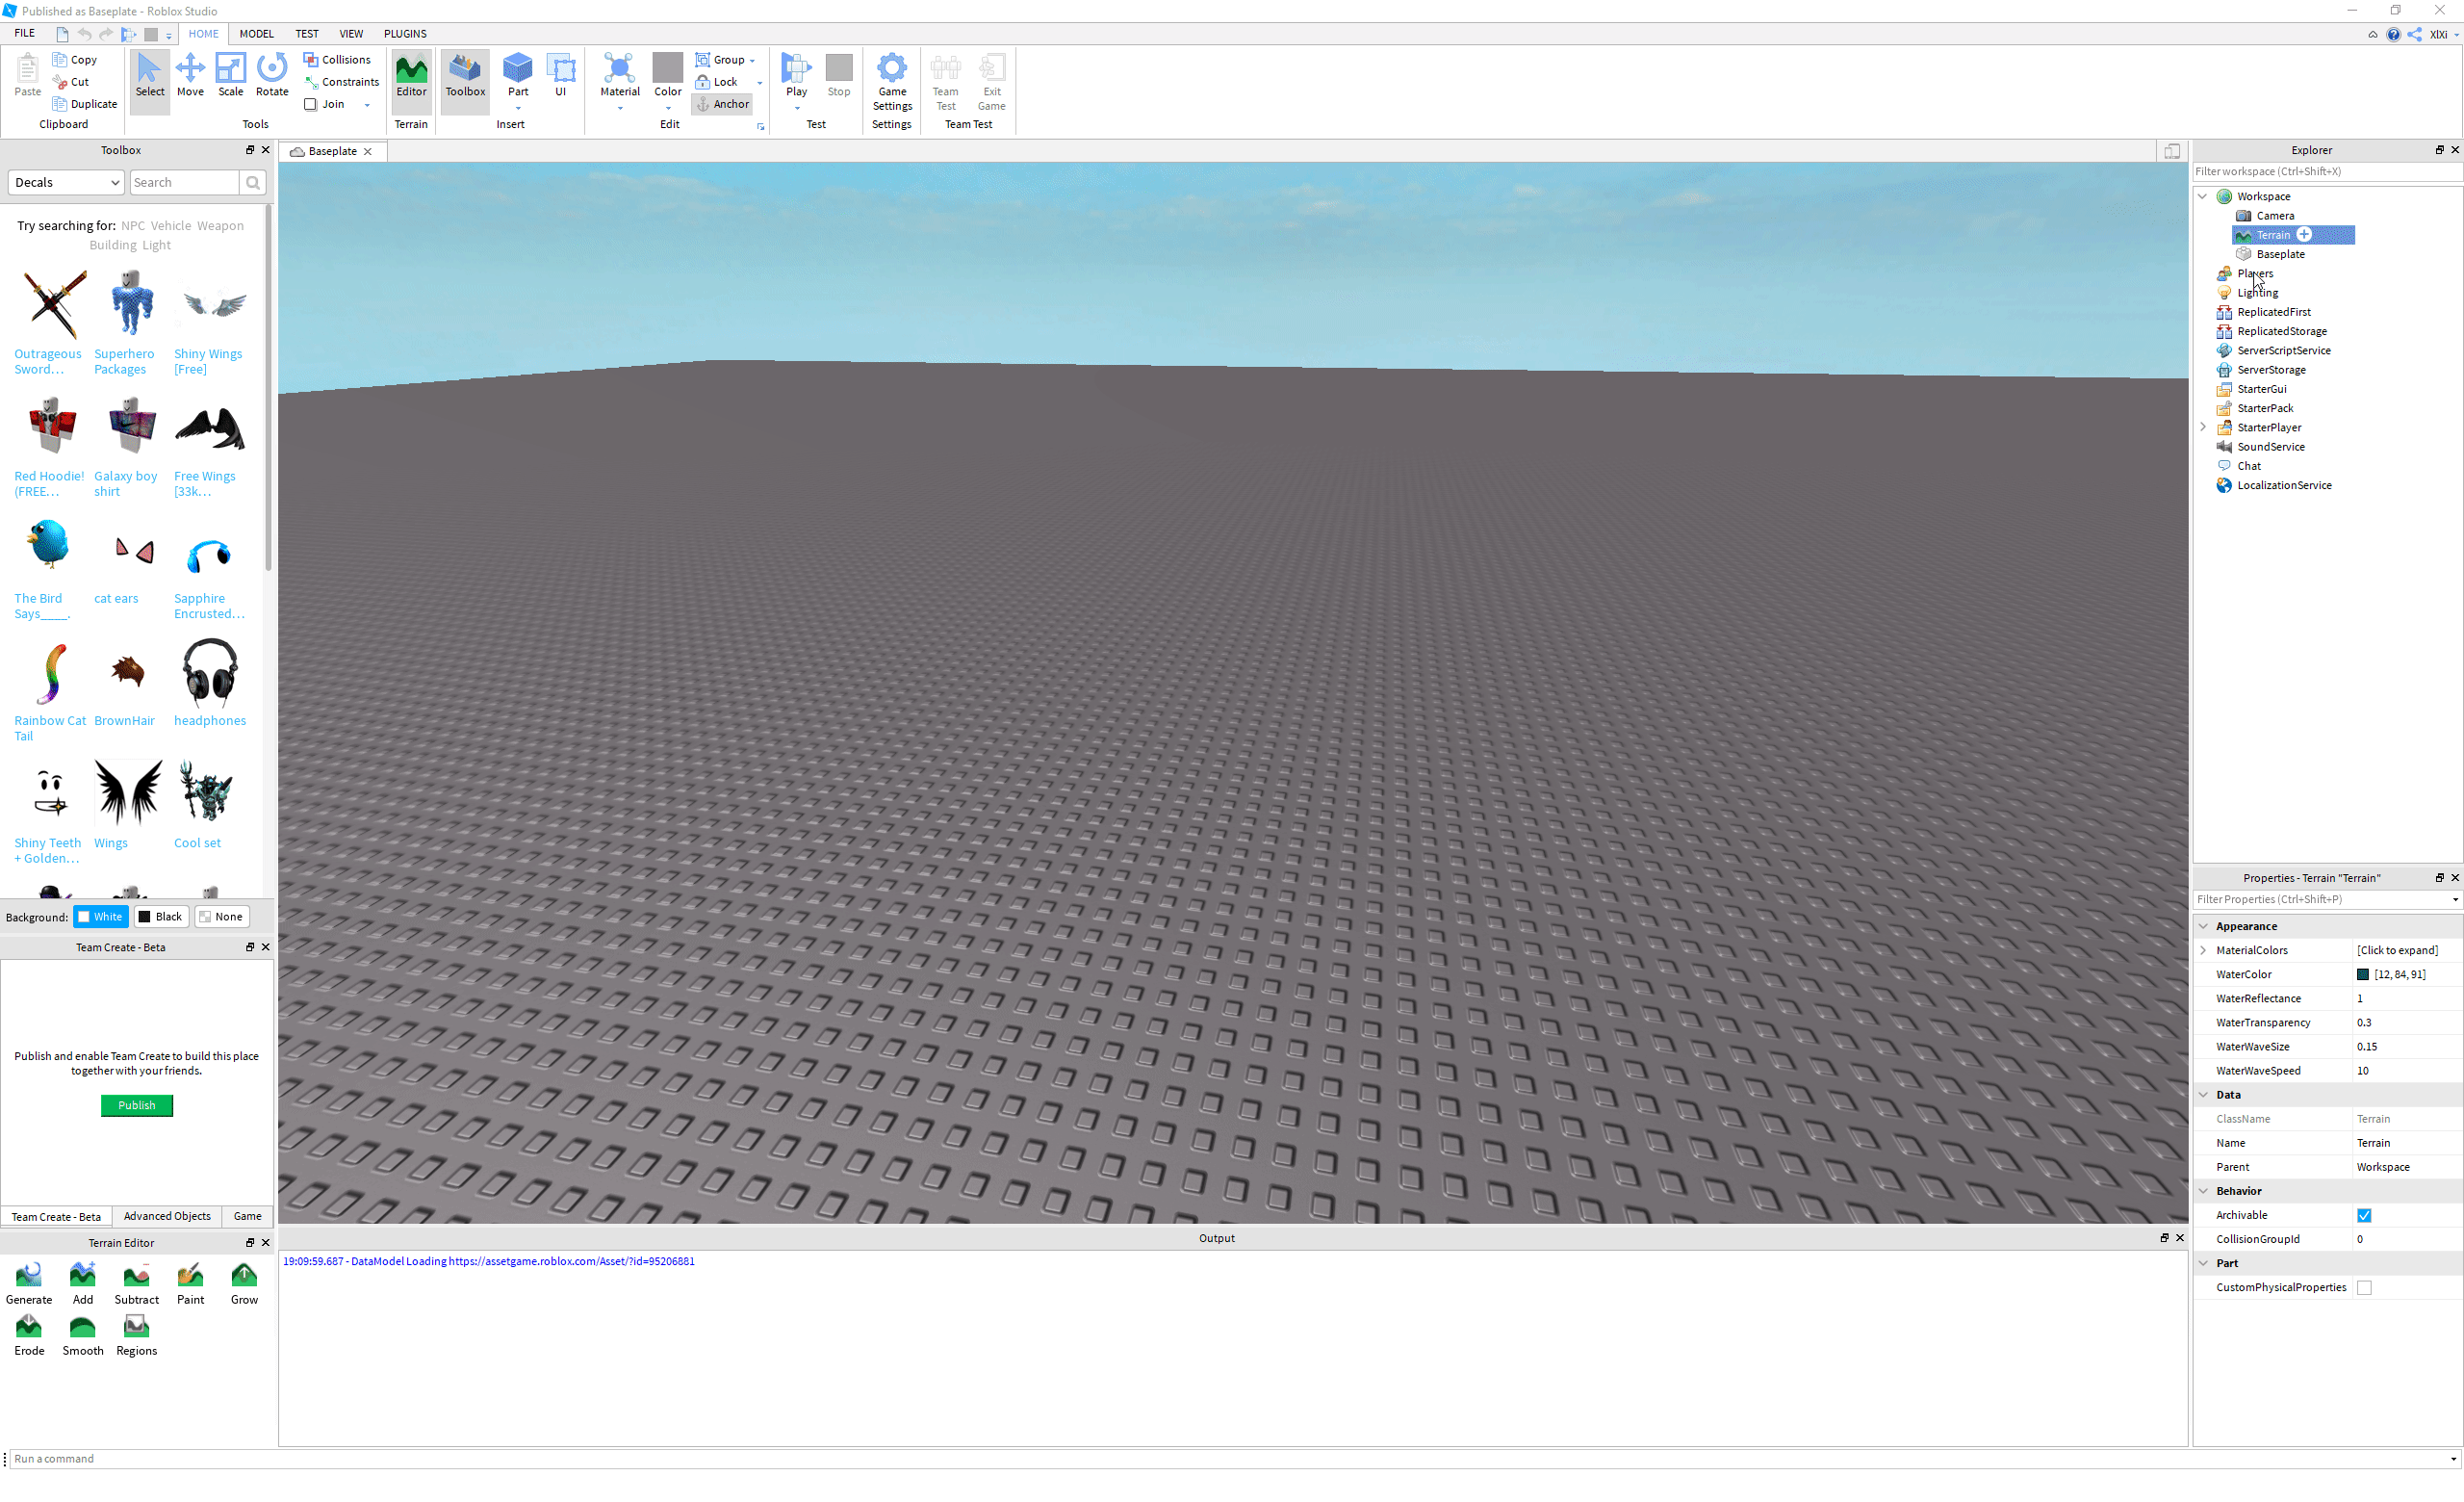 Published as Baseplate - Roblox Studio
FILE HOME MODEL TEST VIEW PLUGINS XlXi
Paste Copy Cut Duplicate Clipboard
Select Move Scale Rotate Collisions Constraints Join Tools
Editor Terrain
Toolbox Part UI Insert
Material Color Group Lock Anchor Edit
Play Stop Test
Game Settings Settings
Team Test Exit Game Team Test
Toolbox
Decals Search
Try searching for: NPC Vehicle Weapon
Building Light
Outrageous Superhero Shiny Wings
Sword... Packages [Free]
Red Hoodie! Galaxy boy Free Wings
(FREE... shirt [33k...
The Bird cat ears Sapphire
Says____. Encrusted...
Rainbow Cat BrownHair headphones
Tail
Shiny Teeth Wings Cool set
+ Golden...
Background: White Black None
Team Create - Beta
Publish and enable Team Create to build this place
together with your friends.
Publish
Team Create - Beta Advanced Objects Game
Terrain Editor
Generate Add Subtract Paint Grow
Erode Smooth Regions
Baseplate
Output
19:09:59.687 - DataModel Loading https://assetgame.roblox.com/Asset/?id=95206881
Run a command
Explorer
Filter workspace (Ctrl+Shift+X)
Workspace
Camera
Terrain
Baseplate
Players
Lighting
ReplicatedFirst
ReplicatedStorage
ServerScriptService
ServerStorage
StarterGui
StarterPack
StarterPlayer
SoundService
Chat
LocalizationService
Properties - Terrain "Terrain"
Filter Properties (Ctrl+Shift+P)
Appearance
MaterialColors [Click to expand]
WaterColor [12, 84, 91]
WaterReflectance 1
WaterTransparency 0.3
WaterWaveSize 0.15
WaterWaveSpeed 10
Data
ClassName Terrain
Name Terrain
Parent Workspace
Behavior
Archivable
CollisionGroupId 0
Part
CustomPhysicalProperties